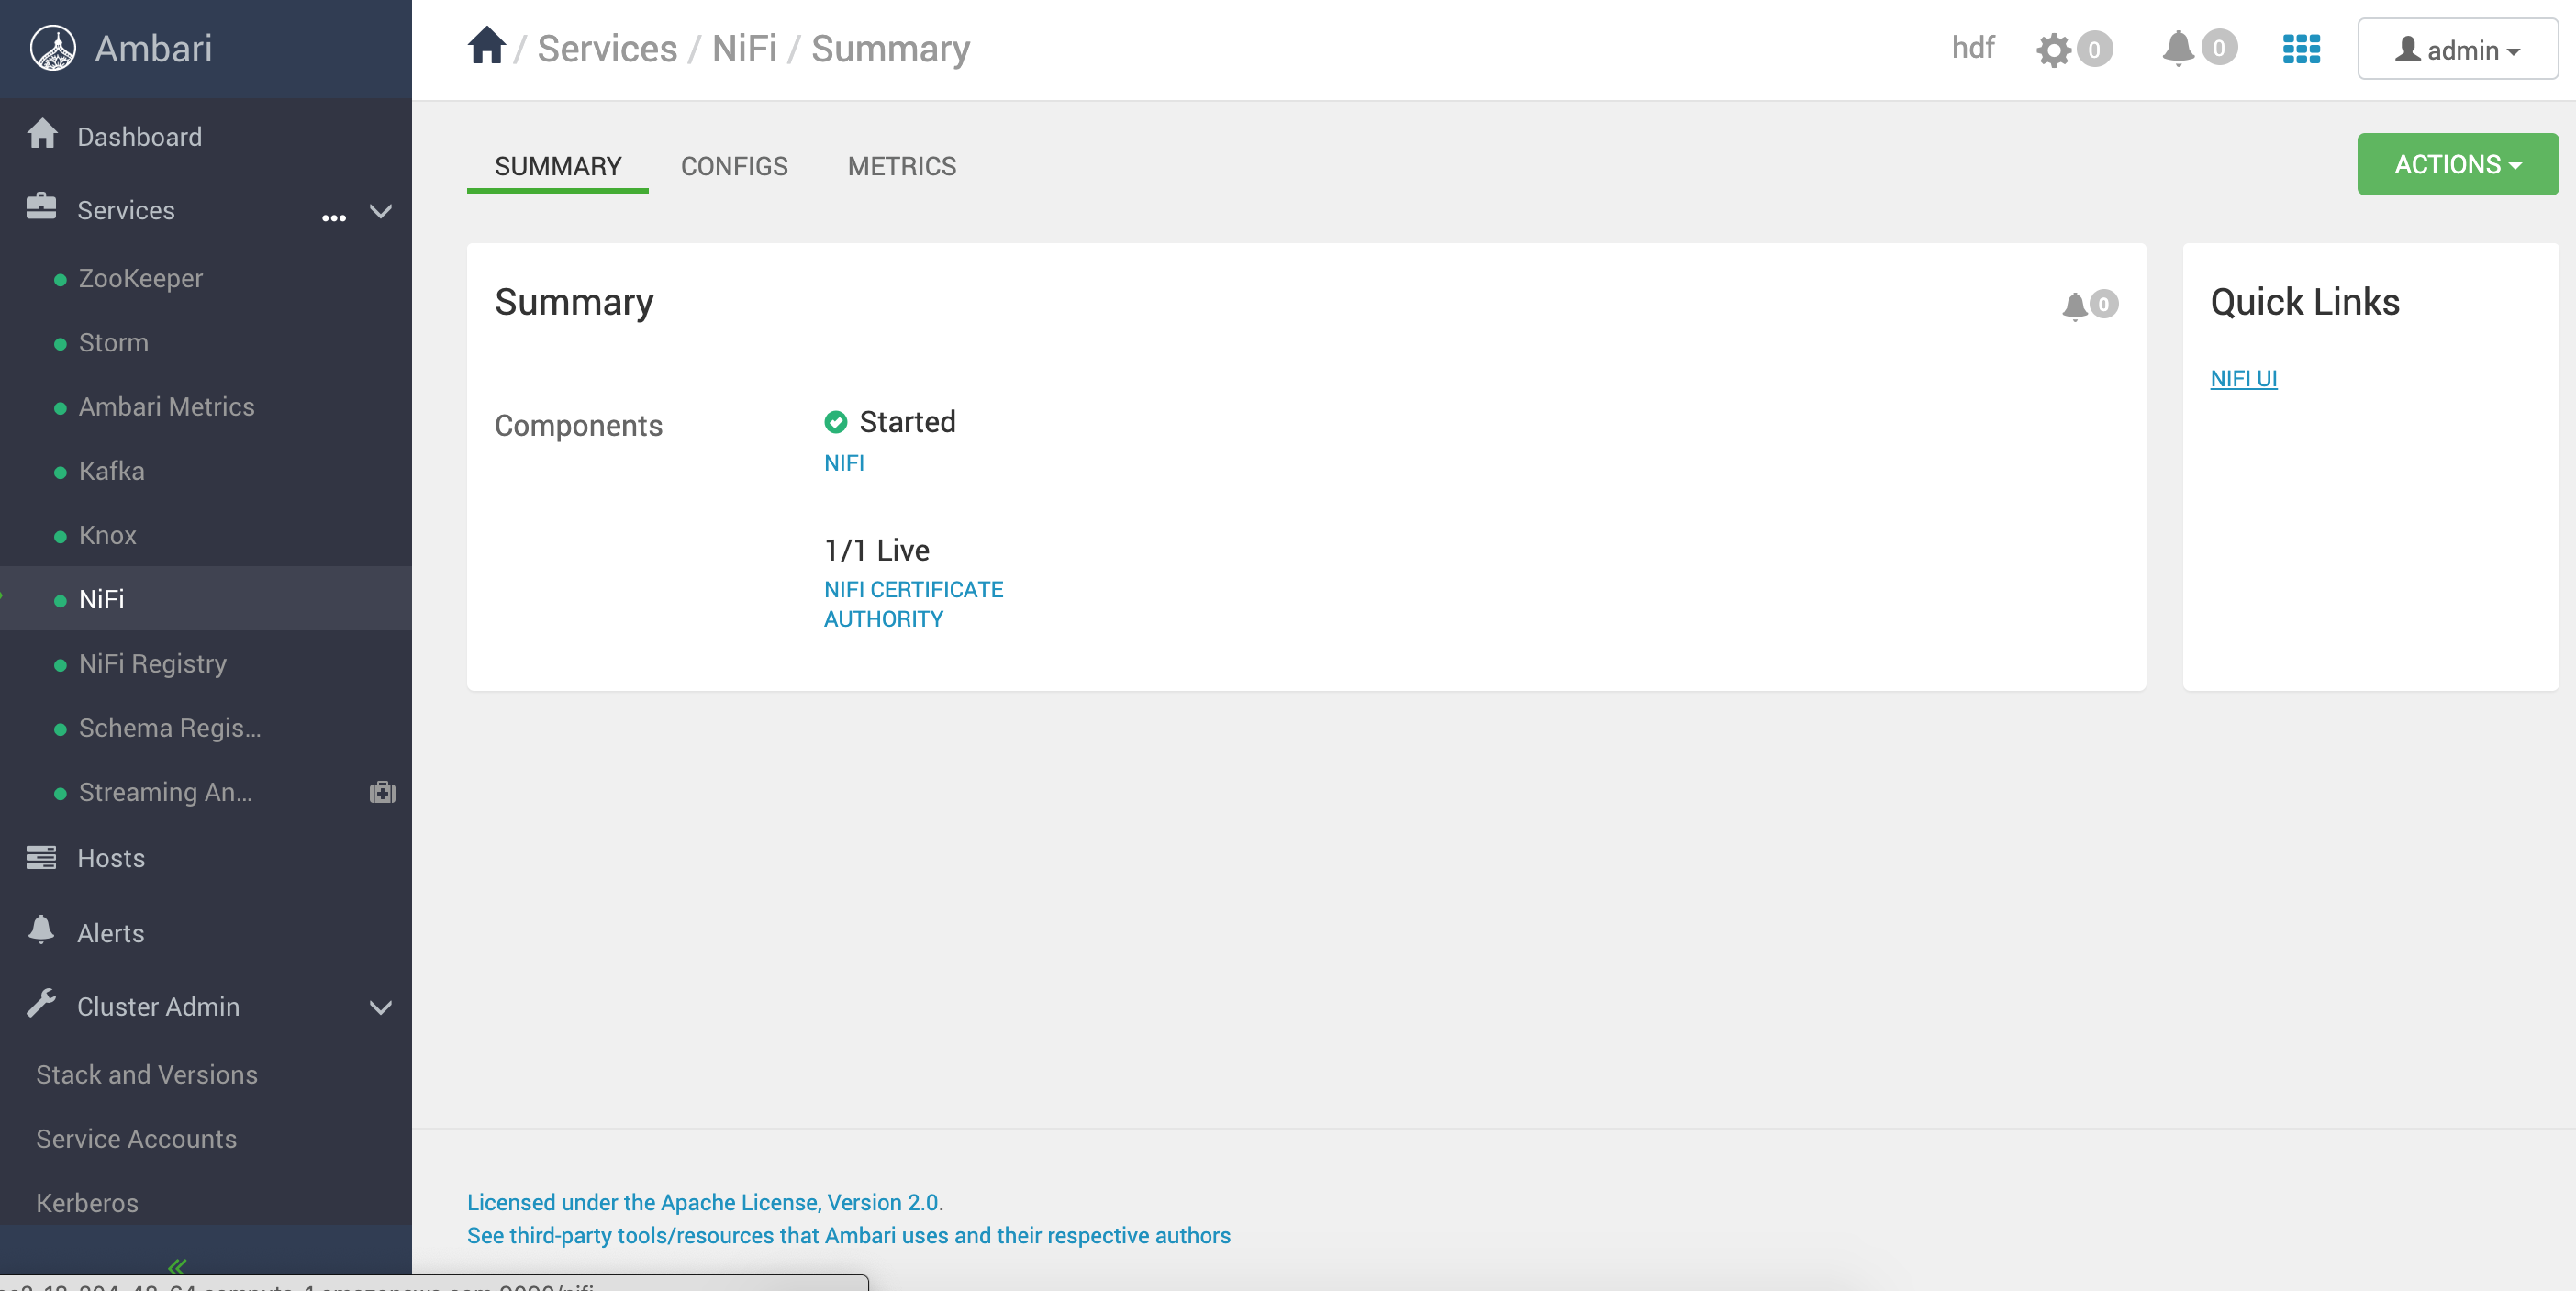 Ambari
/ Services / NiFi / Summary
hdf
0
0
admin
Dashboard
Services
...
ZooKeeper
Storm
Ambari Metrics
Kafka
Knox
NiFi
NiFi Registry
Schema Regis...
Streaming An...
Hosts
Alerts
Cluster Admin
Stack and Versions
Service Accounts
Kerberos
SUMMARY
CONFIGS
METRICS
ACTIONS
Summary
0
Components
Started
NIFI
1/1 Live
NIFI CERTIFICATE
AUTHORITY
Quick Links
NIFI UI
Licensed under the Apache License, Version 2.0.
See third-party tools/resources that Ambari uses and their respective authors